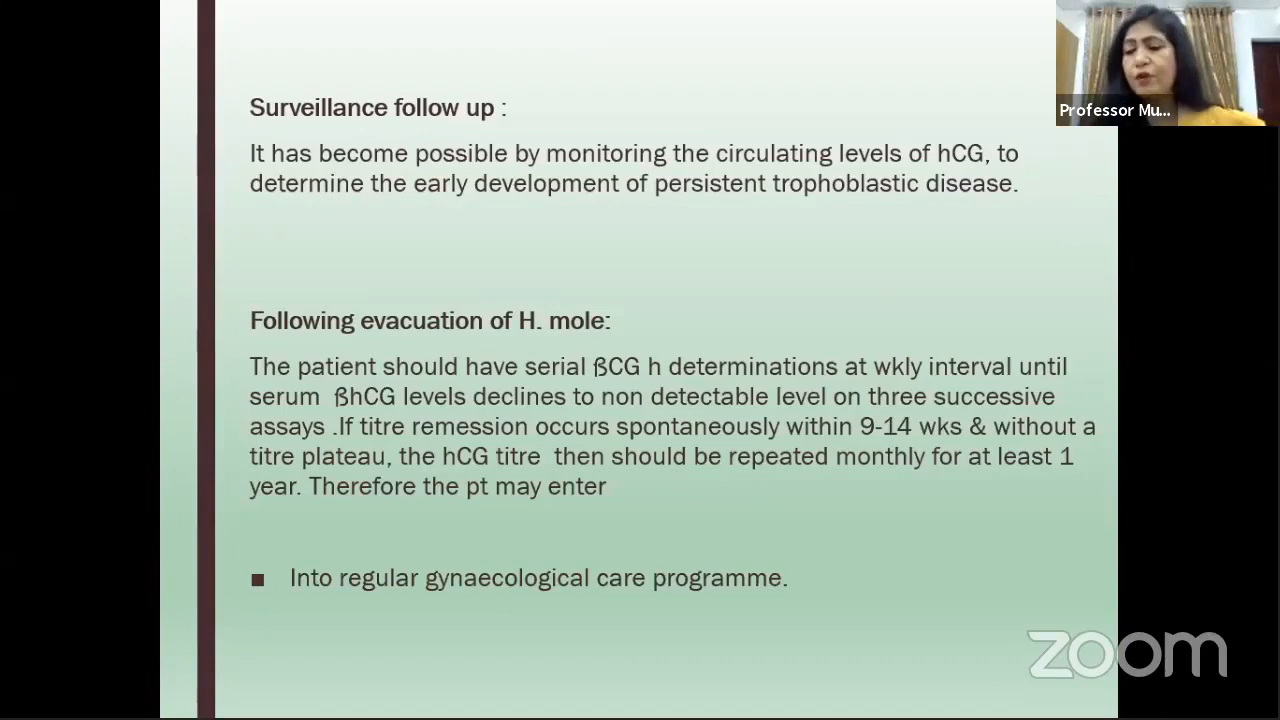 Surveillance follow up :
It has become possible by monitoring the circulating levels of hCG, to
determine the early development of persistent trophoblastic disease.
Following evacuation of H. mole:
The patient should have serial ßCG h determinations at wkly interval until
serum ßhCG levels declines to non detectable level on three successive
assays .If titre remission occurs spontaneously within 9-14 wks & without a
titre plateau, the hCG titre then should be repeated monthly for at least 1
year. Therefore the pt may enter
■ Into regular gynaecological care programme.
Professor Mu...
zoom